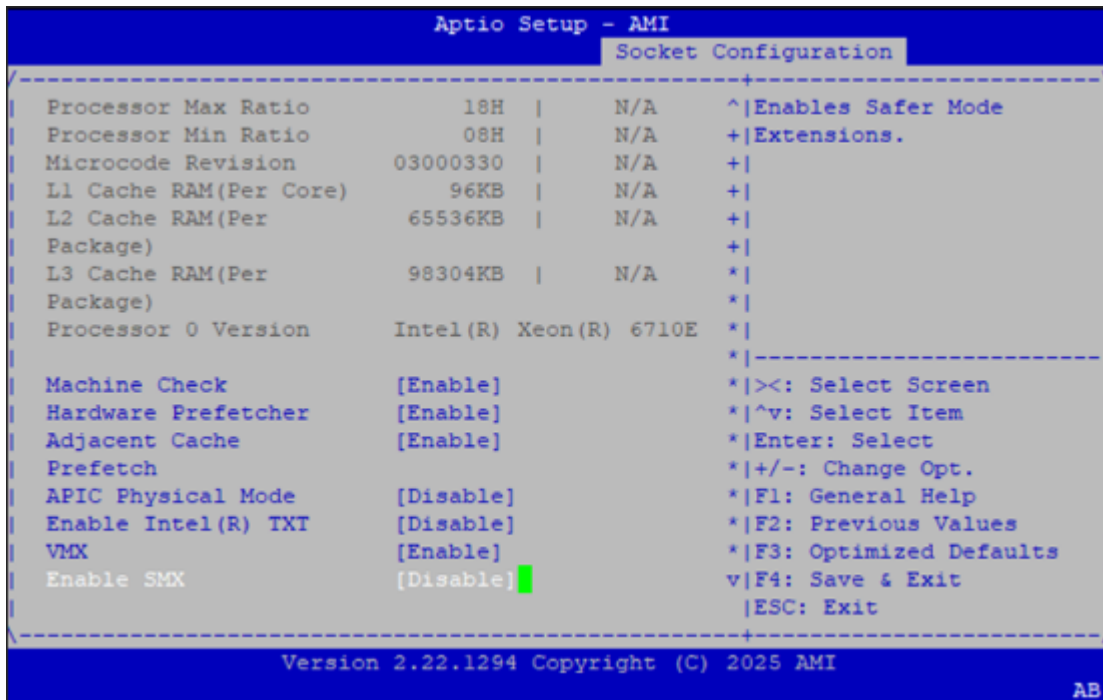 Aptio Setup - AMI
Socket Configuration
/----------------------------------------------------+-------------------------
| Processor Max Ratio 18H | N/A ^|Enables Safer Mode
| Processor Min Ratio 08H | N/A +|Extensions.
| Microcode Revision 03000330 | N/A +|
| L1 Cache RAM(Per Core) 96KB | N/A +|
| L2 Cache RAM(Per 65536KB | N/A +|
| Package) +|
| L3 Cache RAM(Per 98304KB | N/A *|
| Package) *|
| Processor 0 Version Intel(R) Xeon(R) 6710E *|
| *|-------------------------
| Machine Check [Enable] *|><: Select Screen
| Hardware Prefetcher [Enable] *|^v: Select Item
| Adjacent Cache [Enable] *|Enter: Select
| Prefetch *|+/-: Change Opt.
| APIC Physical Mode [Disable] *|F1: General Help
| Enable Intel(R) TXT [Disable] *|F2: Previous Values
| VMX [Enable] *|F3: Optimized Defaults
| Enable SMX [Disable] v|F4: Save & Exit
| |ESC: Exit
\----------------------------------------------------+-------------------------
Version 2.22.1294 Copyright (C) 2025 AMI
AB